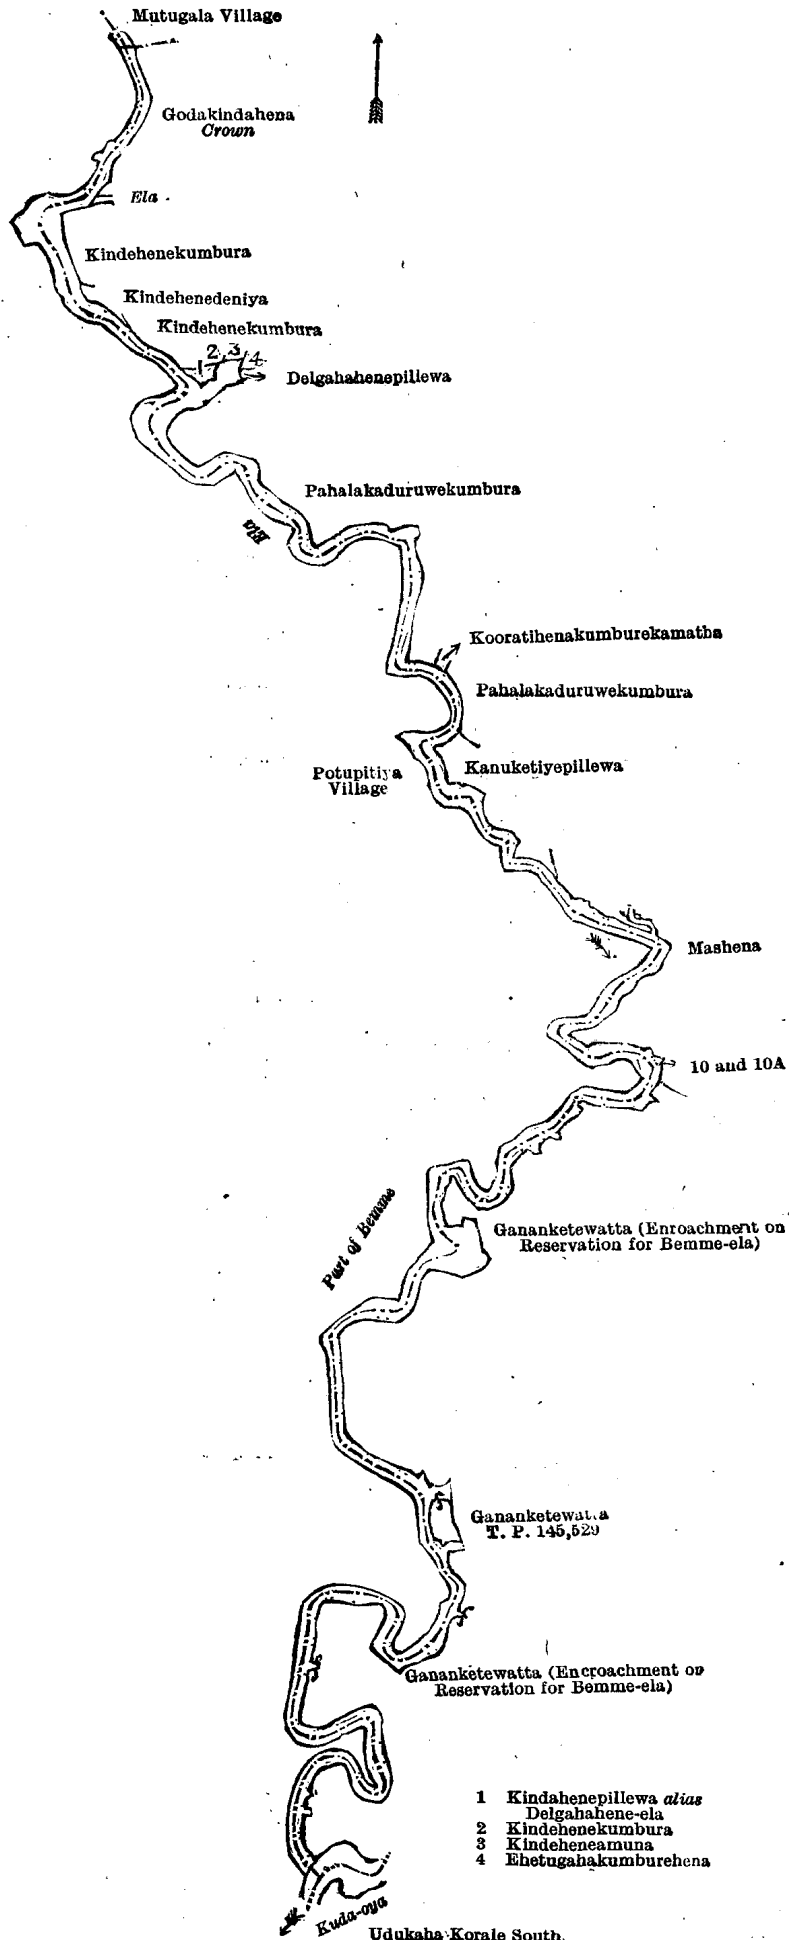 Mutugala Village
Godakindahena
Crown
Ela
Kindehenekumbura
Kindehenedeniya
Kindehenekumbura
1 2 3 4
Delgahahenepillewa
Pahalakaduruwekumbura
Ela
Kooratihenakumburekamatha
Pahalakaduruwekumbura
Potupitiya
Village
Kanuketiyepillewa
Mashena
10 and 10A
Part of Bemme
Gananketewatta (Enroachment on
Reservation for Bemme-ela)
Gananketewatta
T. P. 145,529
Gananketewatta (Encroachment on
Reservation for Bemme-ela)
1 Kindahenepillewa alias
Delgahahene-ela
2 Kindehenekumbura
3 Kindeheneamuna
4 Ehetugahakumburehena
Kuda-oya
Udukaha Korale South.